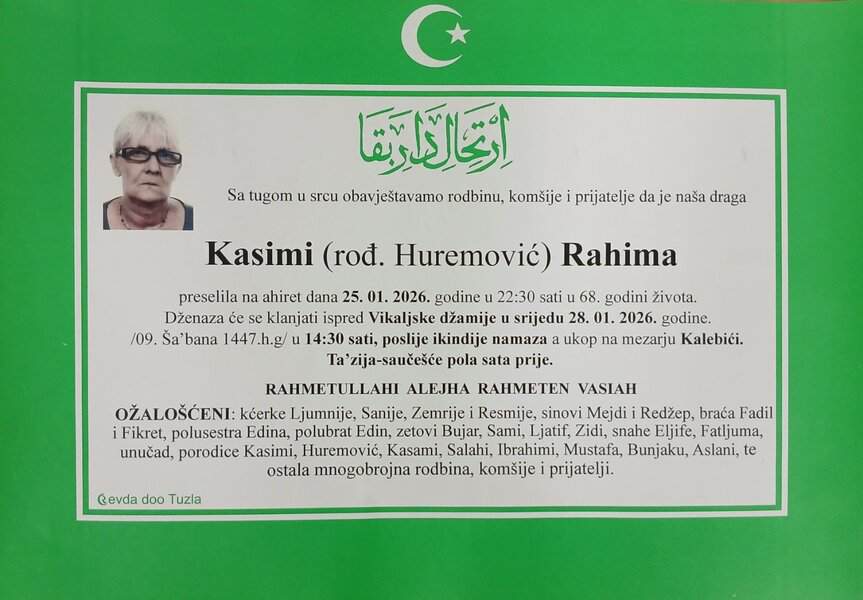 اِرْتِحَالِ دَارِ بَقَا
Sa tugom u srcu obavještavamo rodbinu, komšije i prijatelje da je naša draga
Kasimi (rođ. Huremović) Rahima
preselila na ahiret dana 25. 01. 2026. godine u 22:30 sati u 68. godini života.
Dženaza će se klanjati ispred Vikaljske džamije u srijedu 28. 01. 2026. godine.
/09. Ša’bana 1447.h.g/ u 14:30 sati, poslije ikindije namaza a ukop na mezarju Kalebići.
Ta’zija-saučešće pola sata prije.
RAHMETULLAHI ALEJHA RAHMETEN VASIAH
OŽALOŠĆENI: kćerke Ljumnije, Sanije, Zemrije i Resmije, sinovi Mejdi i Redžep, braća Fadil
i Fikret, polusestra Edina, polubrat Edin, zetovi Bujar, Sami, Ljatif, Zidi, snahe Eljife, Fatljuma,
unučad, porodice Kasimi, Huremović, Kasami, Salahi, Ibrahimi, Mustafa, Bunjaku, Aslani, te
ostala mnogobrojna rodbina, komšije i prijatelji.
Cevda doo Tuzla